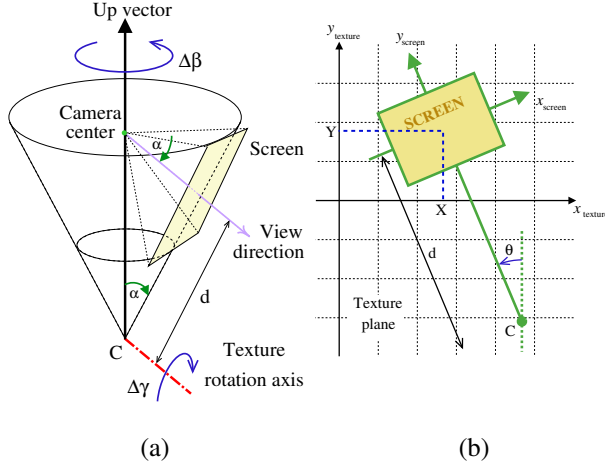 Up vector
Δβ
Camera
center
α
Screen
View
direction
d
α
C
Texture
rotation axis
Δγ
(a)
y texture
y screen
x screen
SCREEN
Y
X
x texture
d
θ
Texture
plane
C
(b)